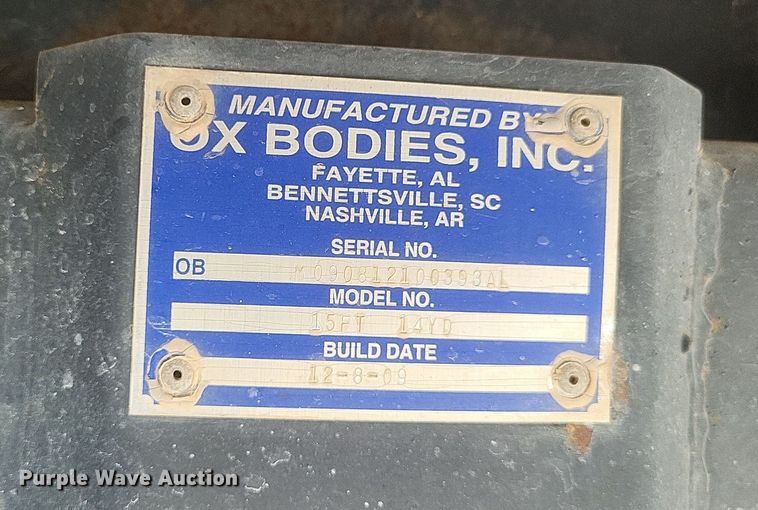 MANUFACTURED BY
OX BODIES, INC.
FAYETTE, AL
BENNETTSVILLE, SC
NASHVILLE, AR
SERIAL NO.
OB M090812100393AL
MODEL NO.
15FT 14YD
BUILD DATE
12-8-09
Purple Wave Auction